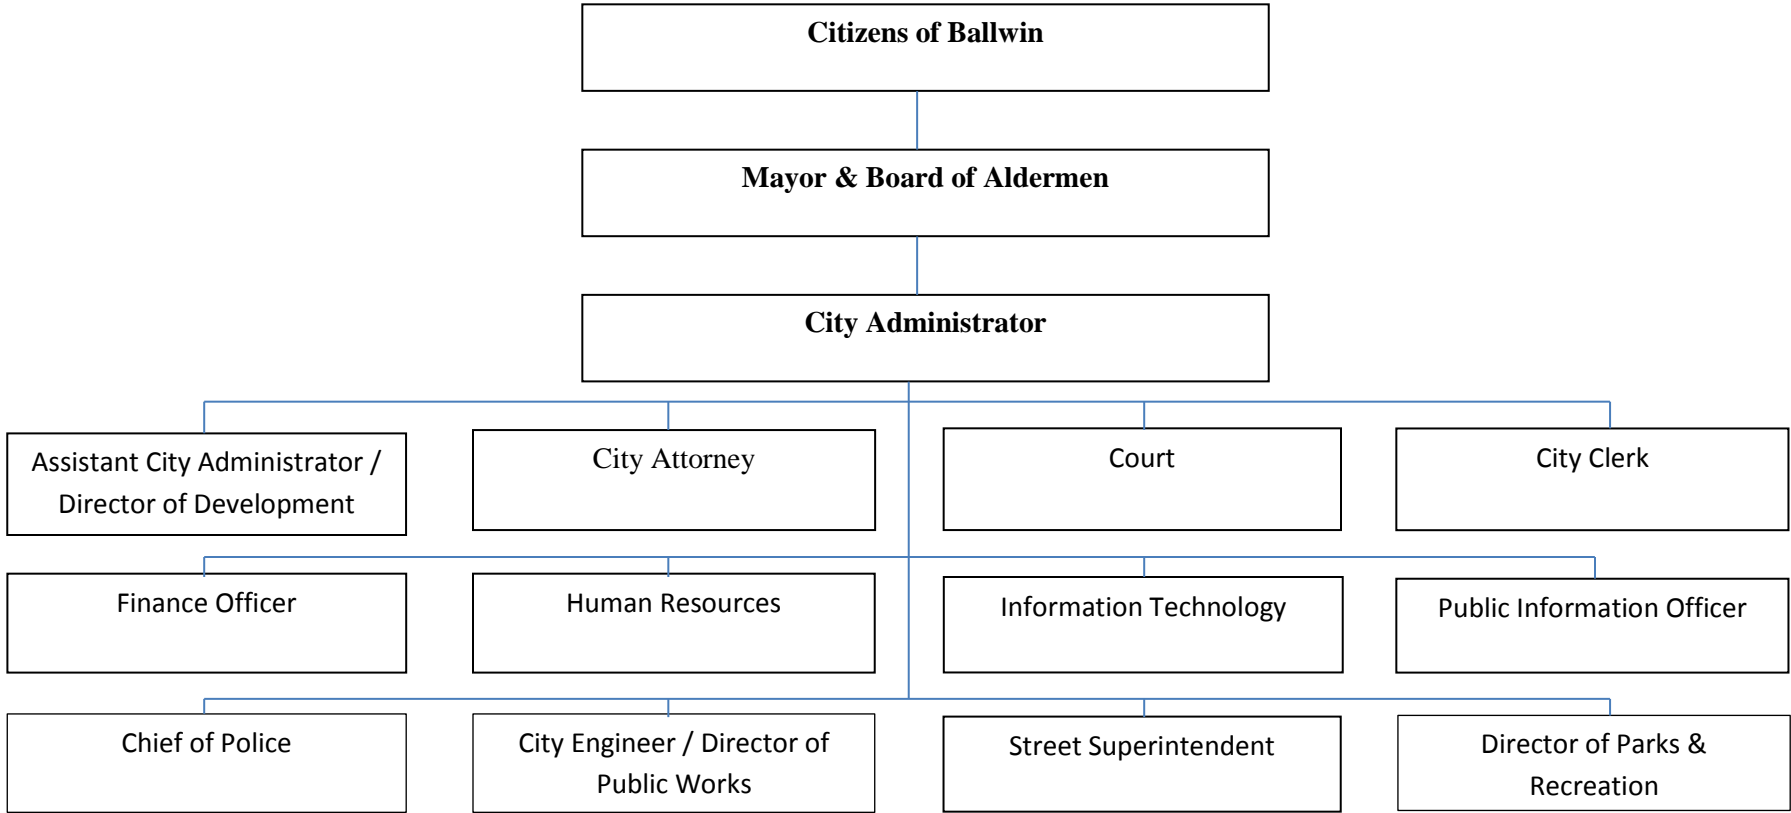 Citizens of Ballwin
Mayor & Board of Aldermen
City Administrator
Assistant City Administrator /
Director of Development
City Attorney
Court
City Clerk
Finance Officer
Human Resources
Information Technology
Public Information Officer
Chief of Police
City Engineer / Director of
Public Works
Street Superintendent
Director of Parks &
Recreation